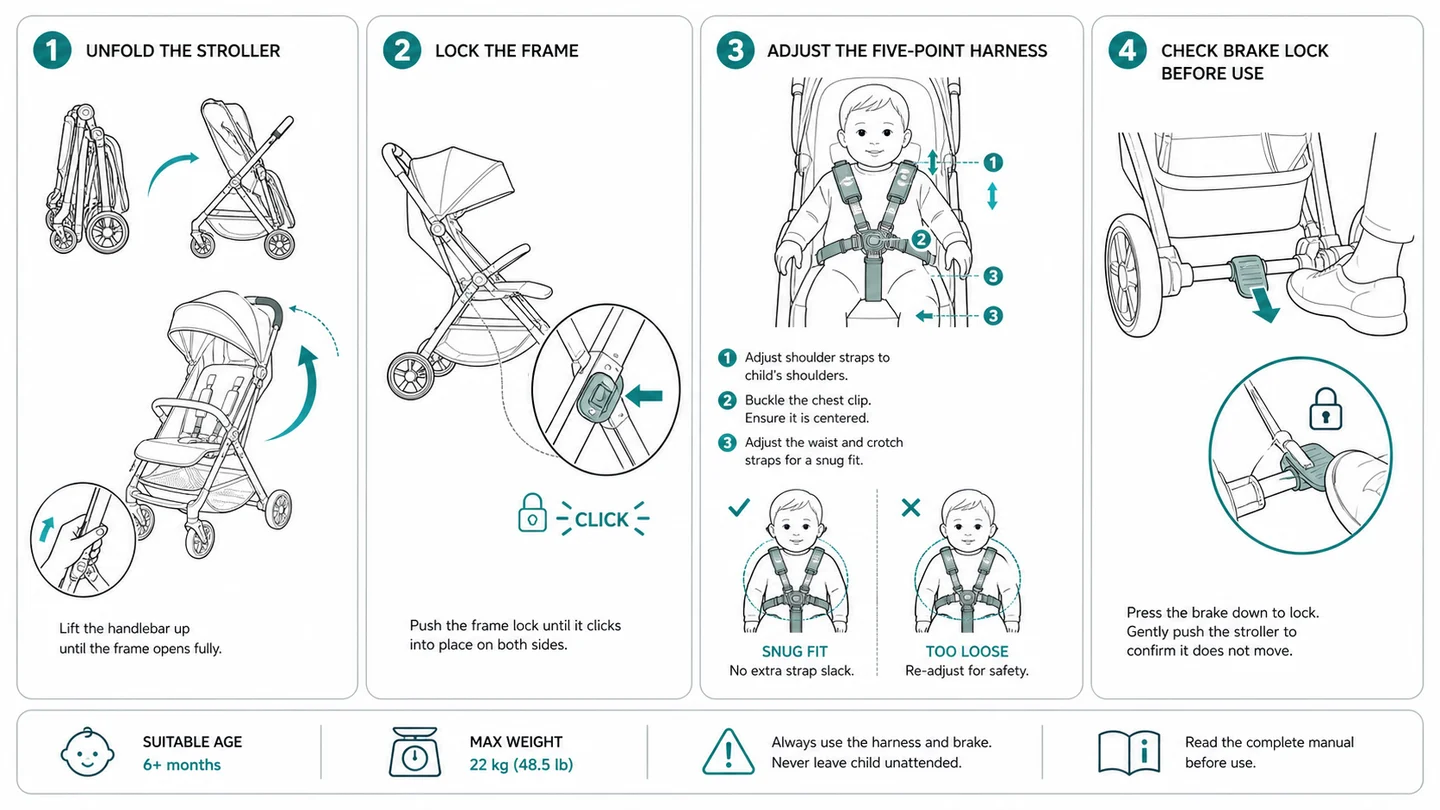 1 UNFOLD THE STROLLER
Lift the handlebar up
until the frame opens fully.
2 LOCK THE FRAME
CLICK
Push the frame lock until it clicks
into place on both sides.
3 ADJUST THE FIVE-POINT HARNESS
1
2
3
3
1 Adjust shoulder straps to
child's shoulders.
2 Buckle the chest clip.
Ensure it is centered.
3 Adjust the waist and crotch
straps for a snug fit.
SNUG FIT
No extra strap slack.
TOO LOOSE
Re-adjust for safety.
4 CHECK BRAKE LOCK
BEFORE USE
Press the brake down to lock.
Gently push the stroller to
confirm it does not move.
SUITABLE AGE
6+ months
MAX WEIGHT
22 kg (48.5 lb)
Always use the harness and brake.
Never leave child unattended.
i
Read the complete manual
before use.